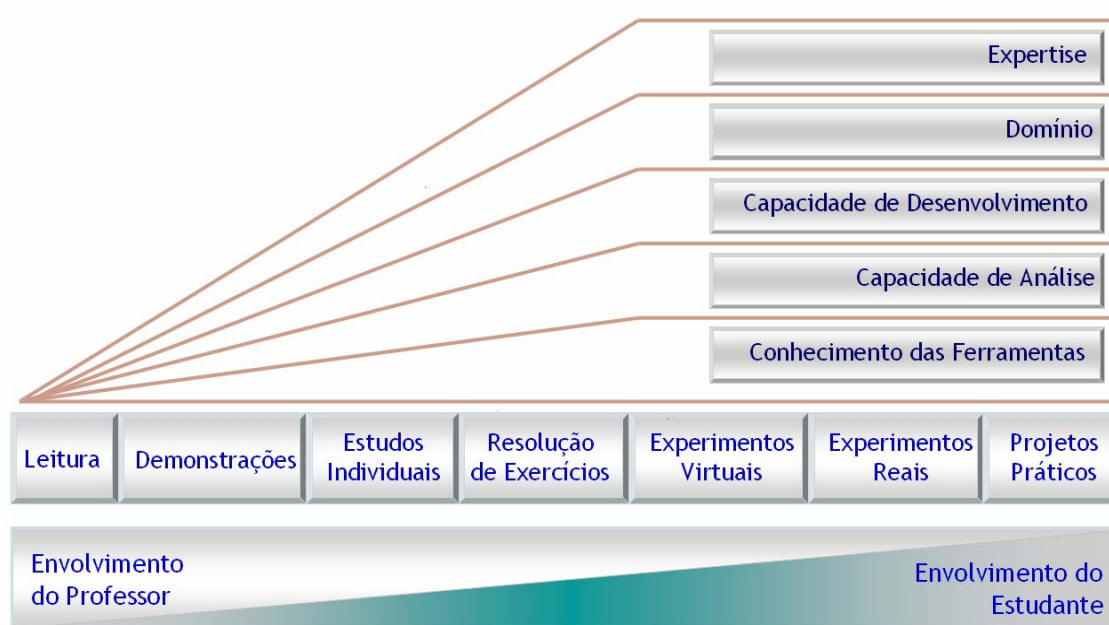 Expertise
Domínio
Capacidade de Desenvolvimento
Capacidade de Análise
Conhecimento das Ferramentas
Leitura
Demonstrações
Estudos
Individuais
Resolução
de Exercícios
Experimentos
Virtuais
Experimentos
Reais
Projetos
Práticos
Envolvimento
do Professor
Envolvimento do
Estudante